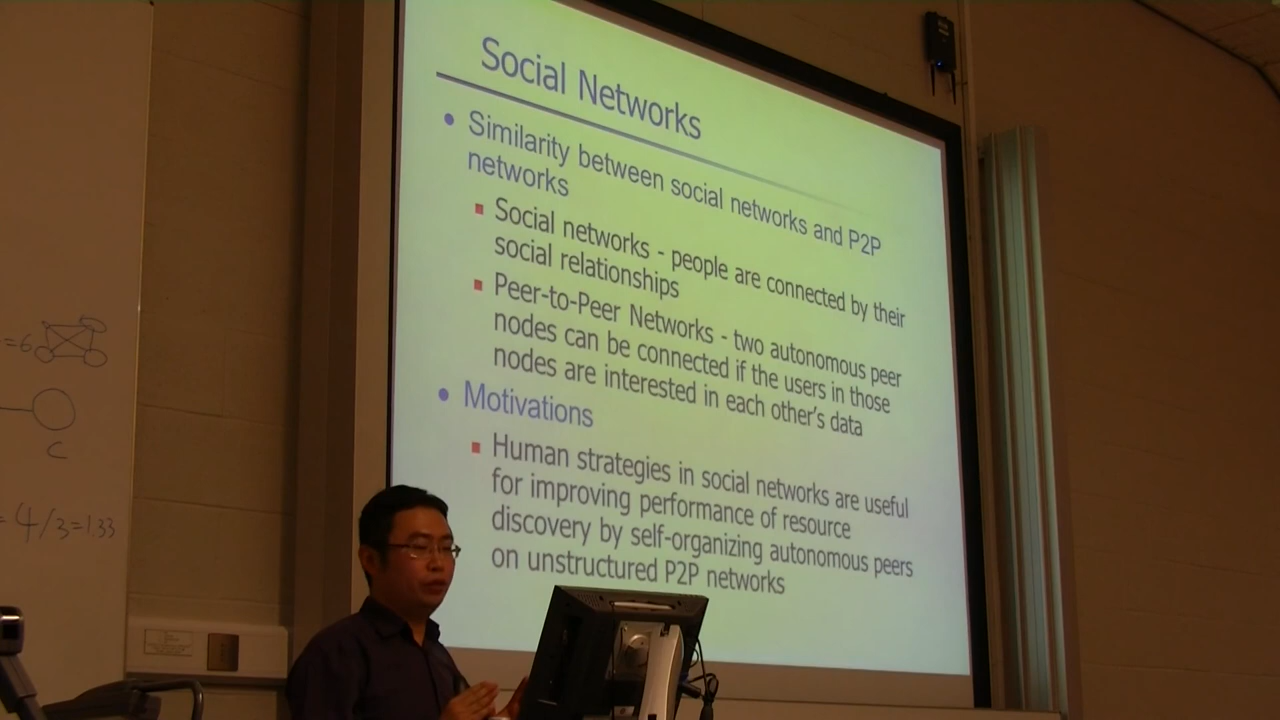 Social Networks
• Similarity between social networks and P2P
networks
▪ Social networks - people are connected by their
social relationships
▪ Peer-to-Peer Networks - two autonomous peer
nodes can be connected if the users in those
nodes are interested in each other's data
• Motivations
▪ Human strategies in social networks are useful
for improving performance of resource
discovery by self-organizing autonomous peers
on unstructured P2P networks
=6
C
= 4/3=1.33